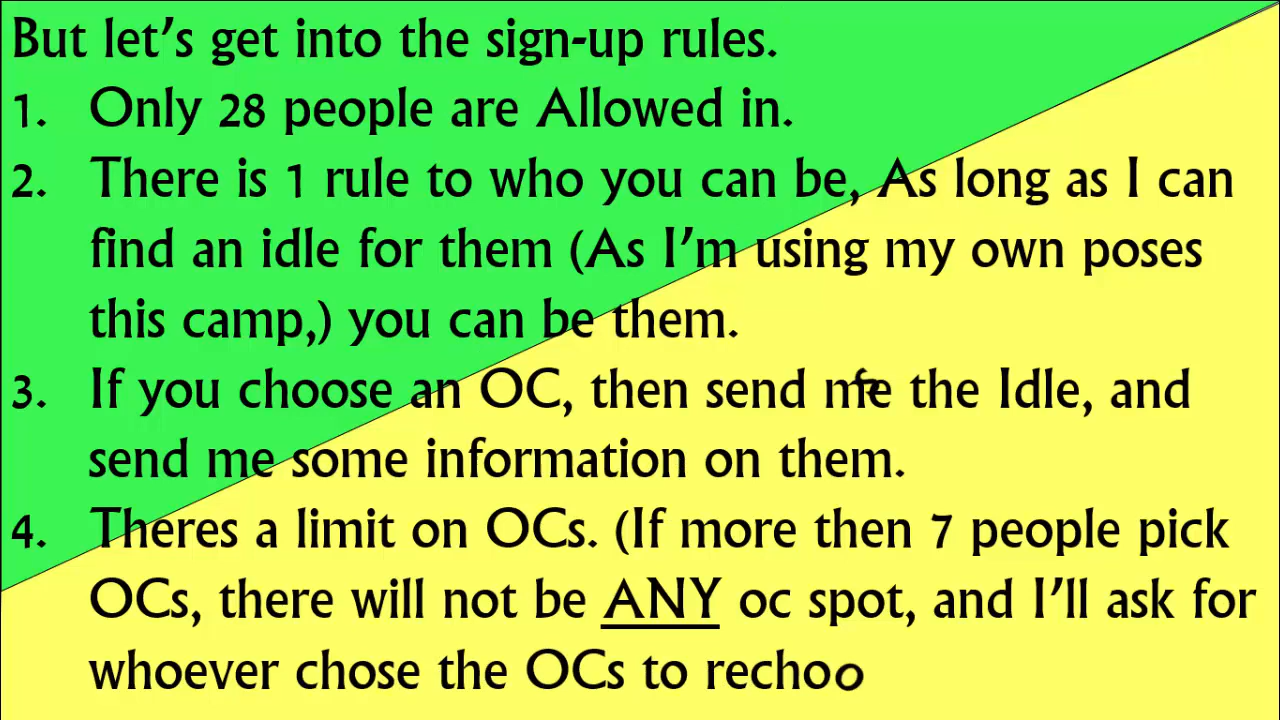 But let’s get into the sign-up rules.
1. Only 28 people are Allowed in.
2. There is 1 rule to who you can be, As long as I can
find an idle for them (As I’m using my own poses
this camp,) you can be them.
3. If you choose an OC, then send me the Idle, and
send me some information on them.
4. Theres a limit on OCs. (If more then 7 people pick
OCs, there will not be ANY oc spot, and I’ll ask for
whoever chose the OCs to rechoo